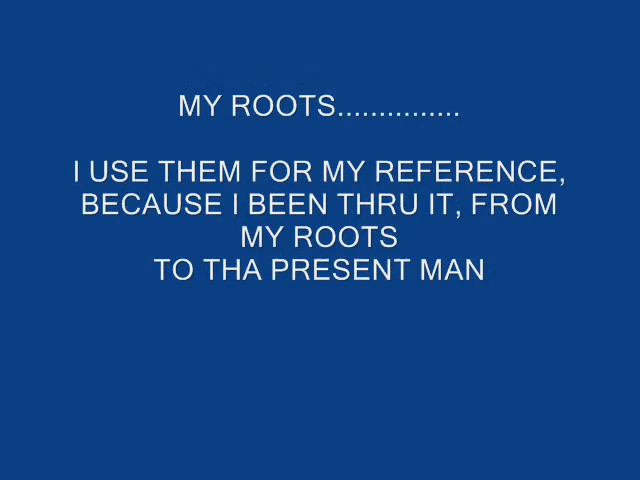 MY ROOTS...............
I USE THEM FOR MY REFERENCE,
BECAUSE I BEEN THRU IT, FROM
MY ROOTS
TO THA PRESENT MAN